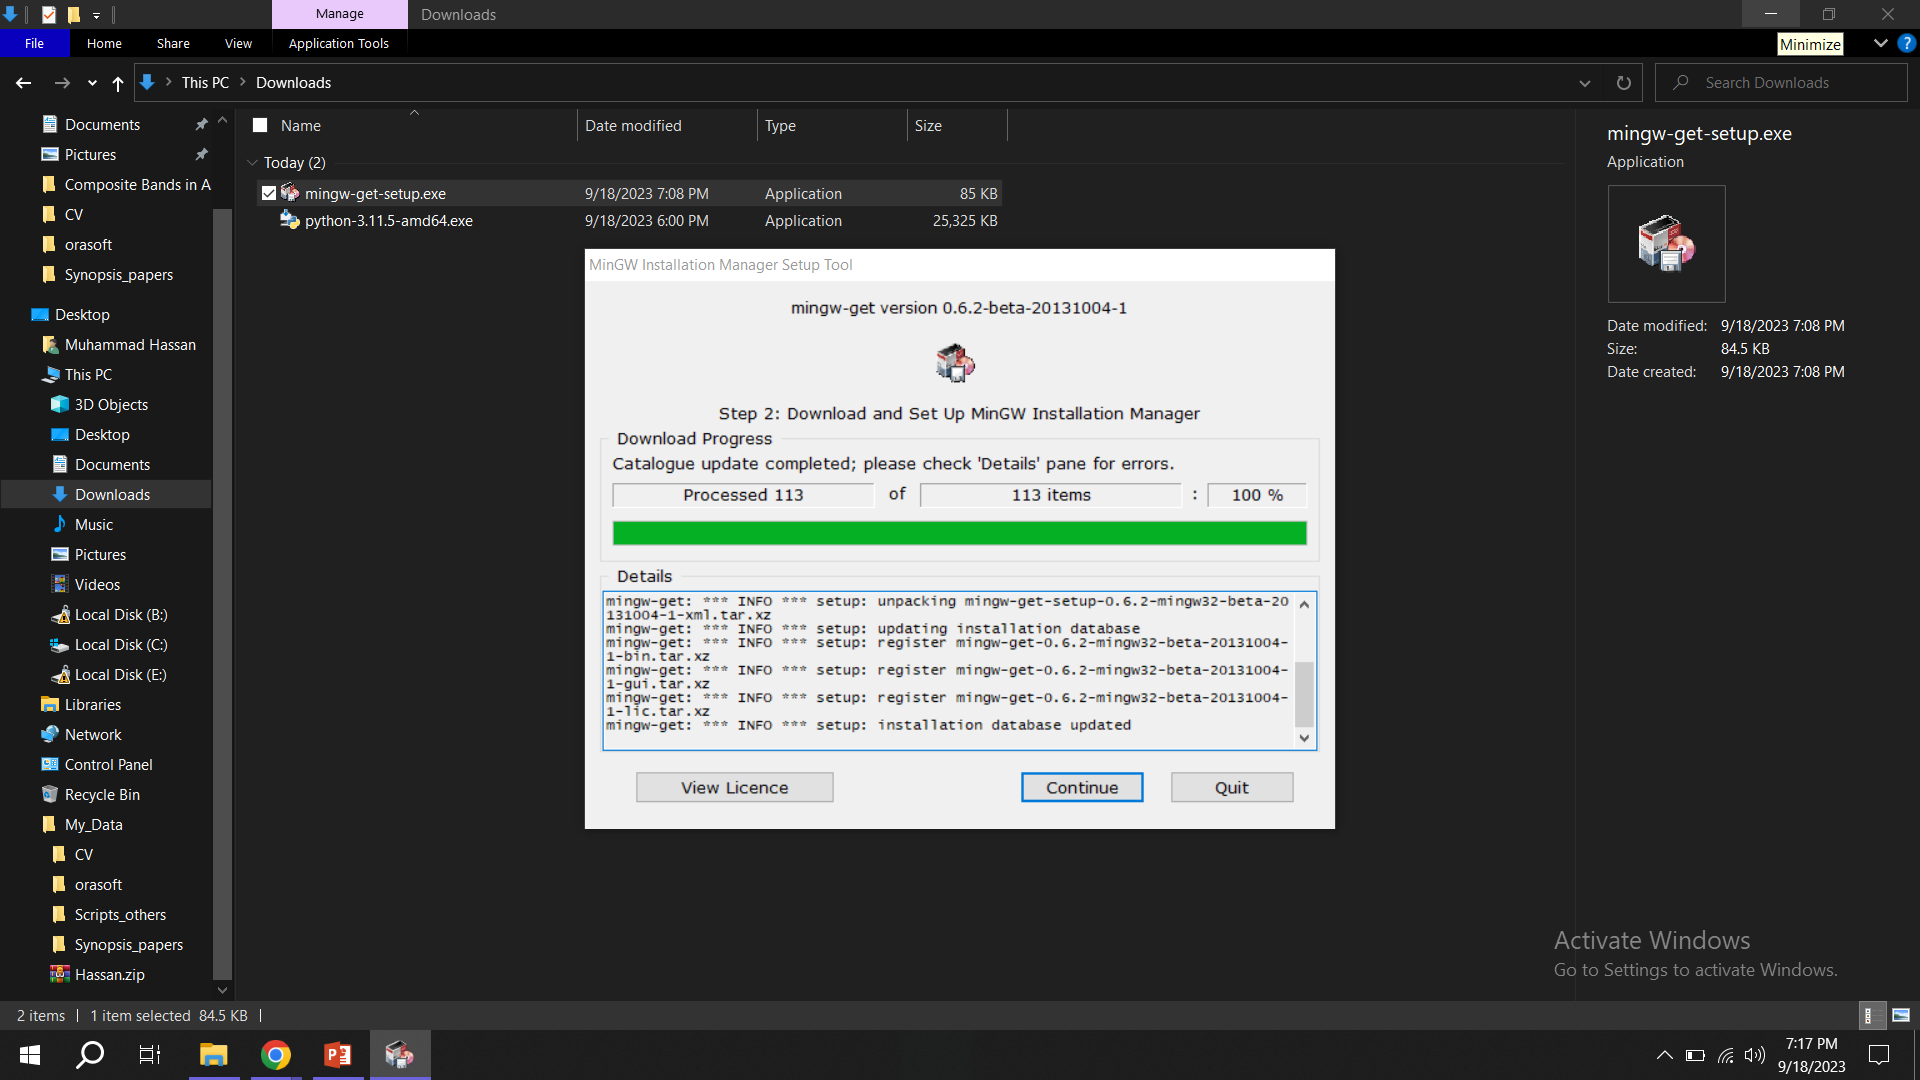 Manage
Downloads
File
Home
Share
View
Application Tools
Minimize
This PC
Downloads
Search Downloads
Documents
Pictures
Composite Bands in A
CV
orasoft
Synopsis_papers
Desktop
Muhammad Hassan
This PC
3D Objects
Desktop
Documents
Downloads
Music
Pictures
Videos
Local Disk (B:)
Local Disk (C:)
Local Disk (E:)
Libraries
Network
Control Panel
Recycle Bin
My_Data
CV
orasoft
Scripts_others
Synopsis_papers
Hassan.zip
Name Date modified Type Size
Today (2)
mingw-get-setup.exe 9/18/2023 7:08 PM Application 85 KB
python-3.11.5-amd64.exe 9/18/2023 6:00 PM Application 25,325 KB
MinGW Installation Manager Setup Tool
mingw-get version 0.6.2-beta-20131004-1
Step 2: Download and Set Up MinGW Installation Manager
Download Progress
Catalogue update completed; please check 'Details' pane for errors.
Processed 113 of 113 items : 100 %
Details
mingw-get: *** INFO *** setup: unpacking mingw-get-setup-0.6.2-mingw32-beta-20
131004-1-xml.tar.xz
mingw-get: *** INFO *** setup: updating installation database
mingw-get: *** INFO *** setup: register mingw-get-0.6.2-mingw32-beta-20131004-
1-bin.tar.xz
mingw-get: *** INFO *** setup: register mingw-get-0.6.2-mingw32-beta-20131004-
1-gui.tar.xz
mingw-get: *** INFO *** setup: register mingw-get-0.6.2-mingw32-beta-20131004-
1-lic.tar.xz
mingw-get: *** INFO *** setup: installation database updated
View Licence
Continue
Quit
mingw-get-setup.exe
Application
Date modified: 9/18/2023 7:08 PM
Size: 84.5 KB
Date created: 9/18/2023 7:08 PM
Activate Windows
Go to Settings to activate Windows.
2 items 1 item selected 84.5 KB
7:17 PM
9/18/2023